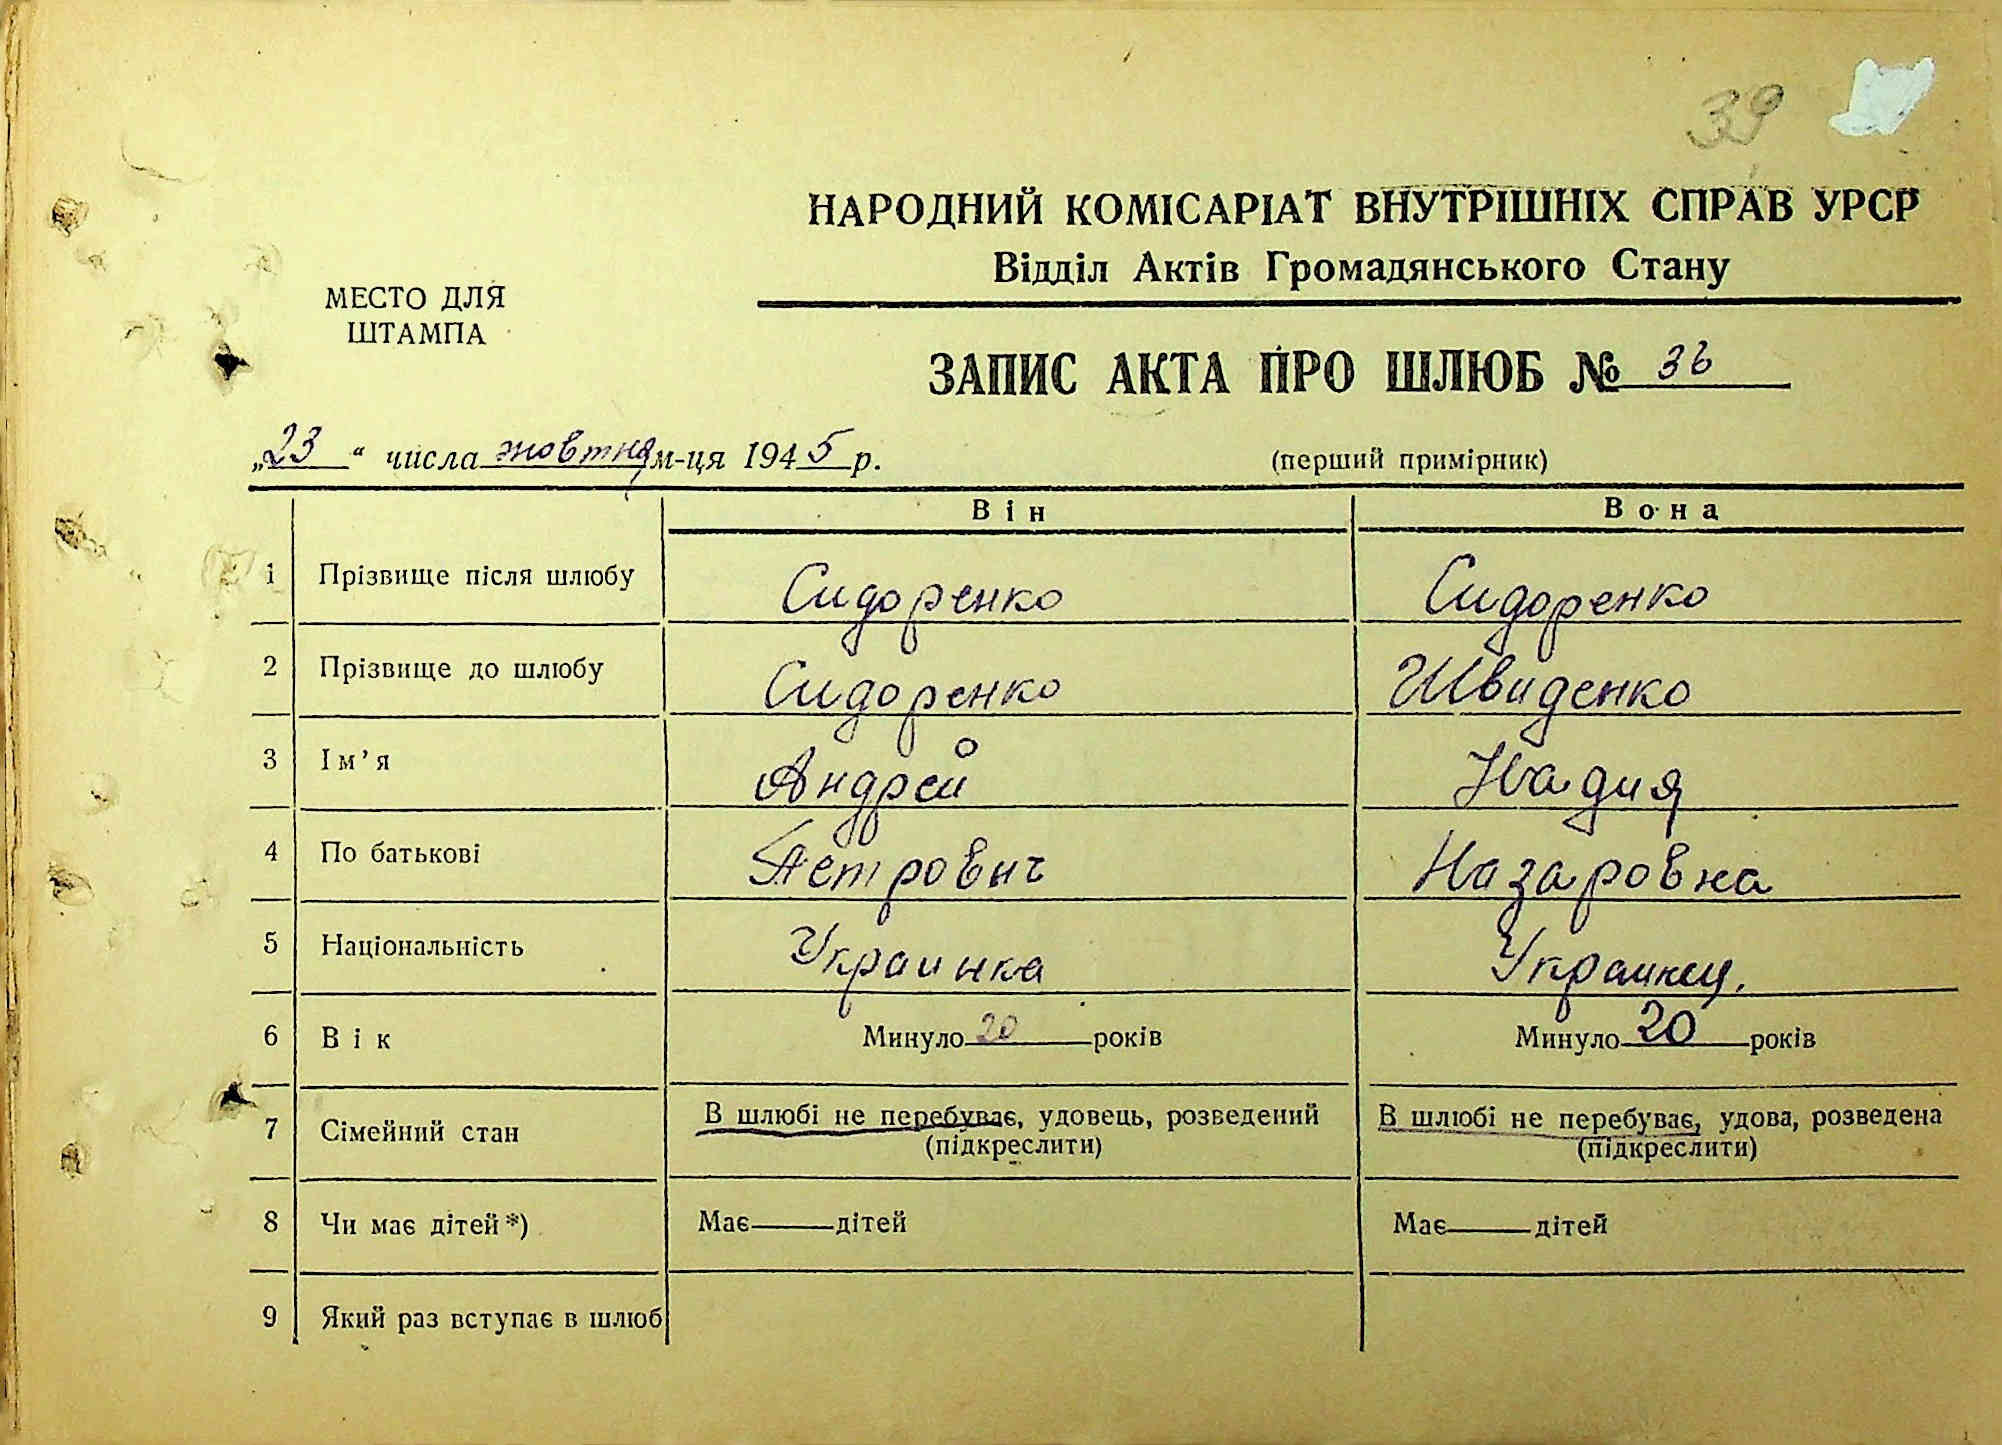 39
НАРОДНИЙ КОМІСАРІАТ ВНУТРІШНІХ СПРАВ УРСР
Відділ Актів Громадянського Стану
МЕСТО ДЛЯ
ШТАМПА
ЗАПИС АКТА ПРО ШЛЮБ № 36
„23“ числа жовтня м-ця 1945 р. (перший примірник)
Він Вона
1 Прізвище після шлюбу Сидоренко Сидоренко
2 Прізвище до шлюбу Сидоренко Швиденко
3 Ім’я Андрей Надия
4 По батькові Петрович Назаровна
5 Національність Украинка Украинец.
6 Вік Минуло 20 років Минуло 20 років
7 Сімейний стан В шлюбі не перебуває, удовець, розведений В шлюбі не перебуває, удова, розведена
(підкреслити) (підкреслити)
8 Чи має дітей*) Має дітей Має дітей
9 Який раз вступає в шлюб